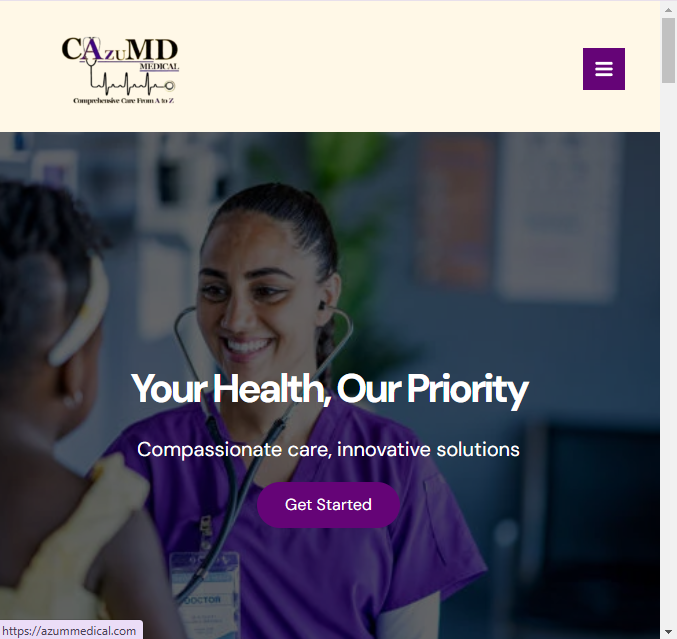 CAzuMD
MEDICAL
Comprehensive Care From A to Z
Your Health, Our Priority
Compassionate care, innovative solutions
Get Started
DOCTOR
https://azummedical.com